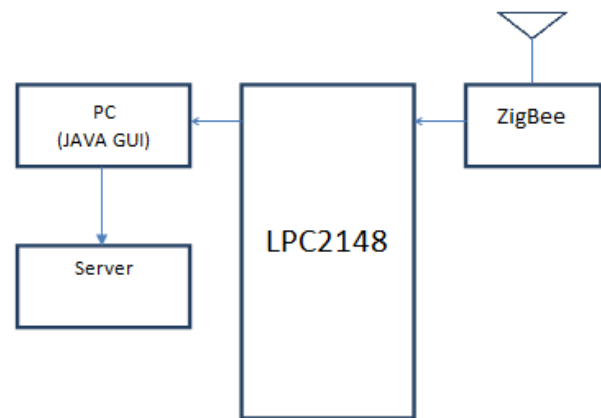 PC
(JAVA GUI)
ZigBee
LPC2148
Server